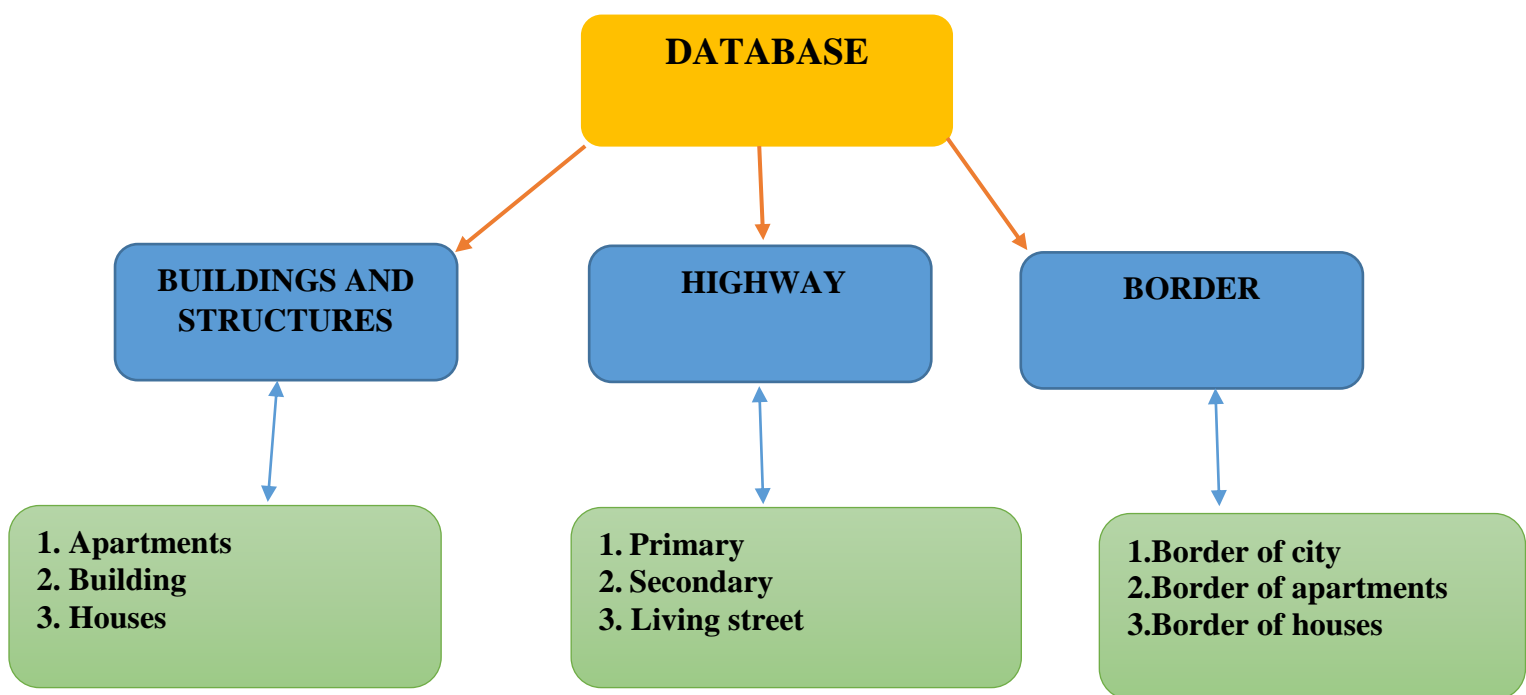 DATABASE
BUILDINGS AND
STRUCTURES
HIGHWAY
BORDER
1. Apartments
2. Building
3. Houses
1. Primary
2. Secondary
3. Living street
1.Border of city
2.Border of apartments
3.Border of houses